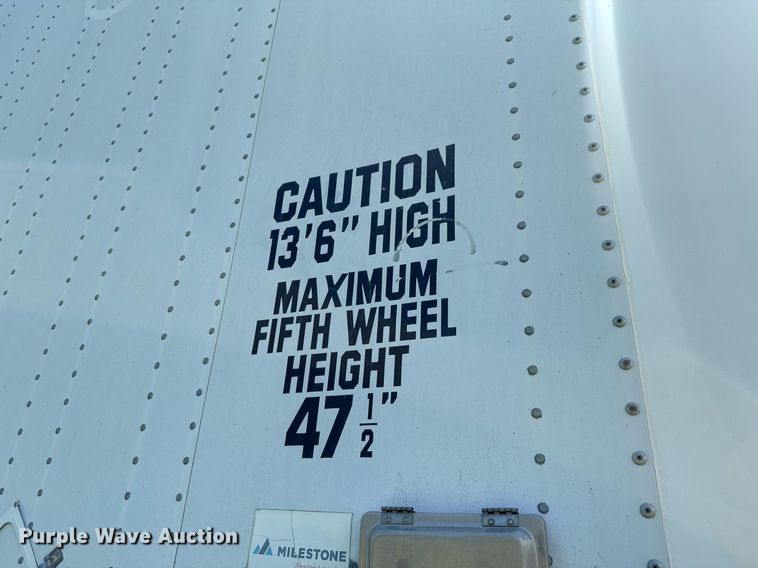 CAUTION
13'6" HIGH
MAXIMUM
FIFTH WHEEL
HEIGHT
47 1/2"
MILESTONE
Purple Wave Auction